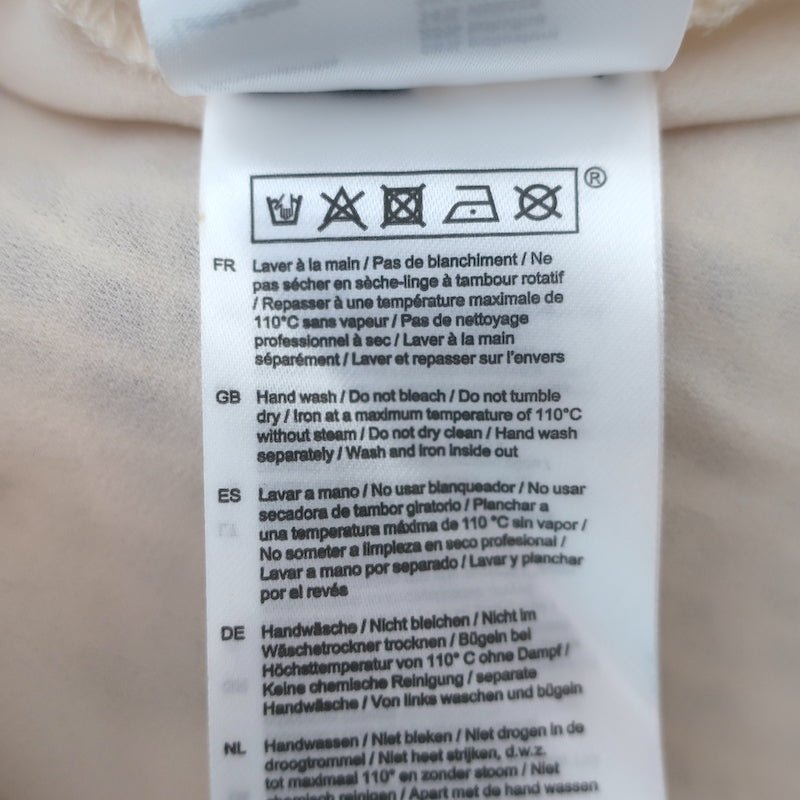 ®
FR Laver à la main / Pas de blanchiment / Ne
pas sécher en sèche-linge à tambour rotatif
/ Repasser à une température maximale de
110°C sans vapeur / Pas de nettoyage
professionnel à sec / Laver à la main
séparément / Laver et repasser sur l'envers
GB Hand wash / Do not bleach / Do not tumble
dry / Iron at a maximum temperature of 110°C
without steam / Do not dry clean / Hand wash
separately / Wash and iron inside out
ES Lavar a mano / No usar blanqueador / No usar
secadora de tambor giratorio / Planchar a
una temperatura máxima de 110 °C sin vapor /
No someter a limpieza en seco profesional /
Lavar a mano por separado / Lavar y planchar
por el revés
DE Handwäsche / Nicht bleichen / Nicht im
Wäschetrockner trocknen / Bügeln bei
Höchsttemperatur von 110° C ohne Dampf /
Keine chemische Reinigung / separate
Handwäsche / Von links waschen und bügeln
NL Handwassen / Niet bleken / Niet drogen in de
droogtrommel / Niet heet strijken, d.w.z.
tot maximaal 110° en zonder stoom / Niet
chemisch reinigen / Apart met de hand wassen